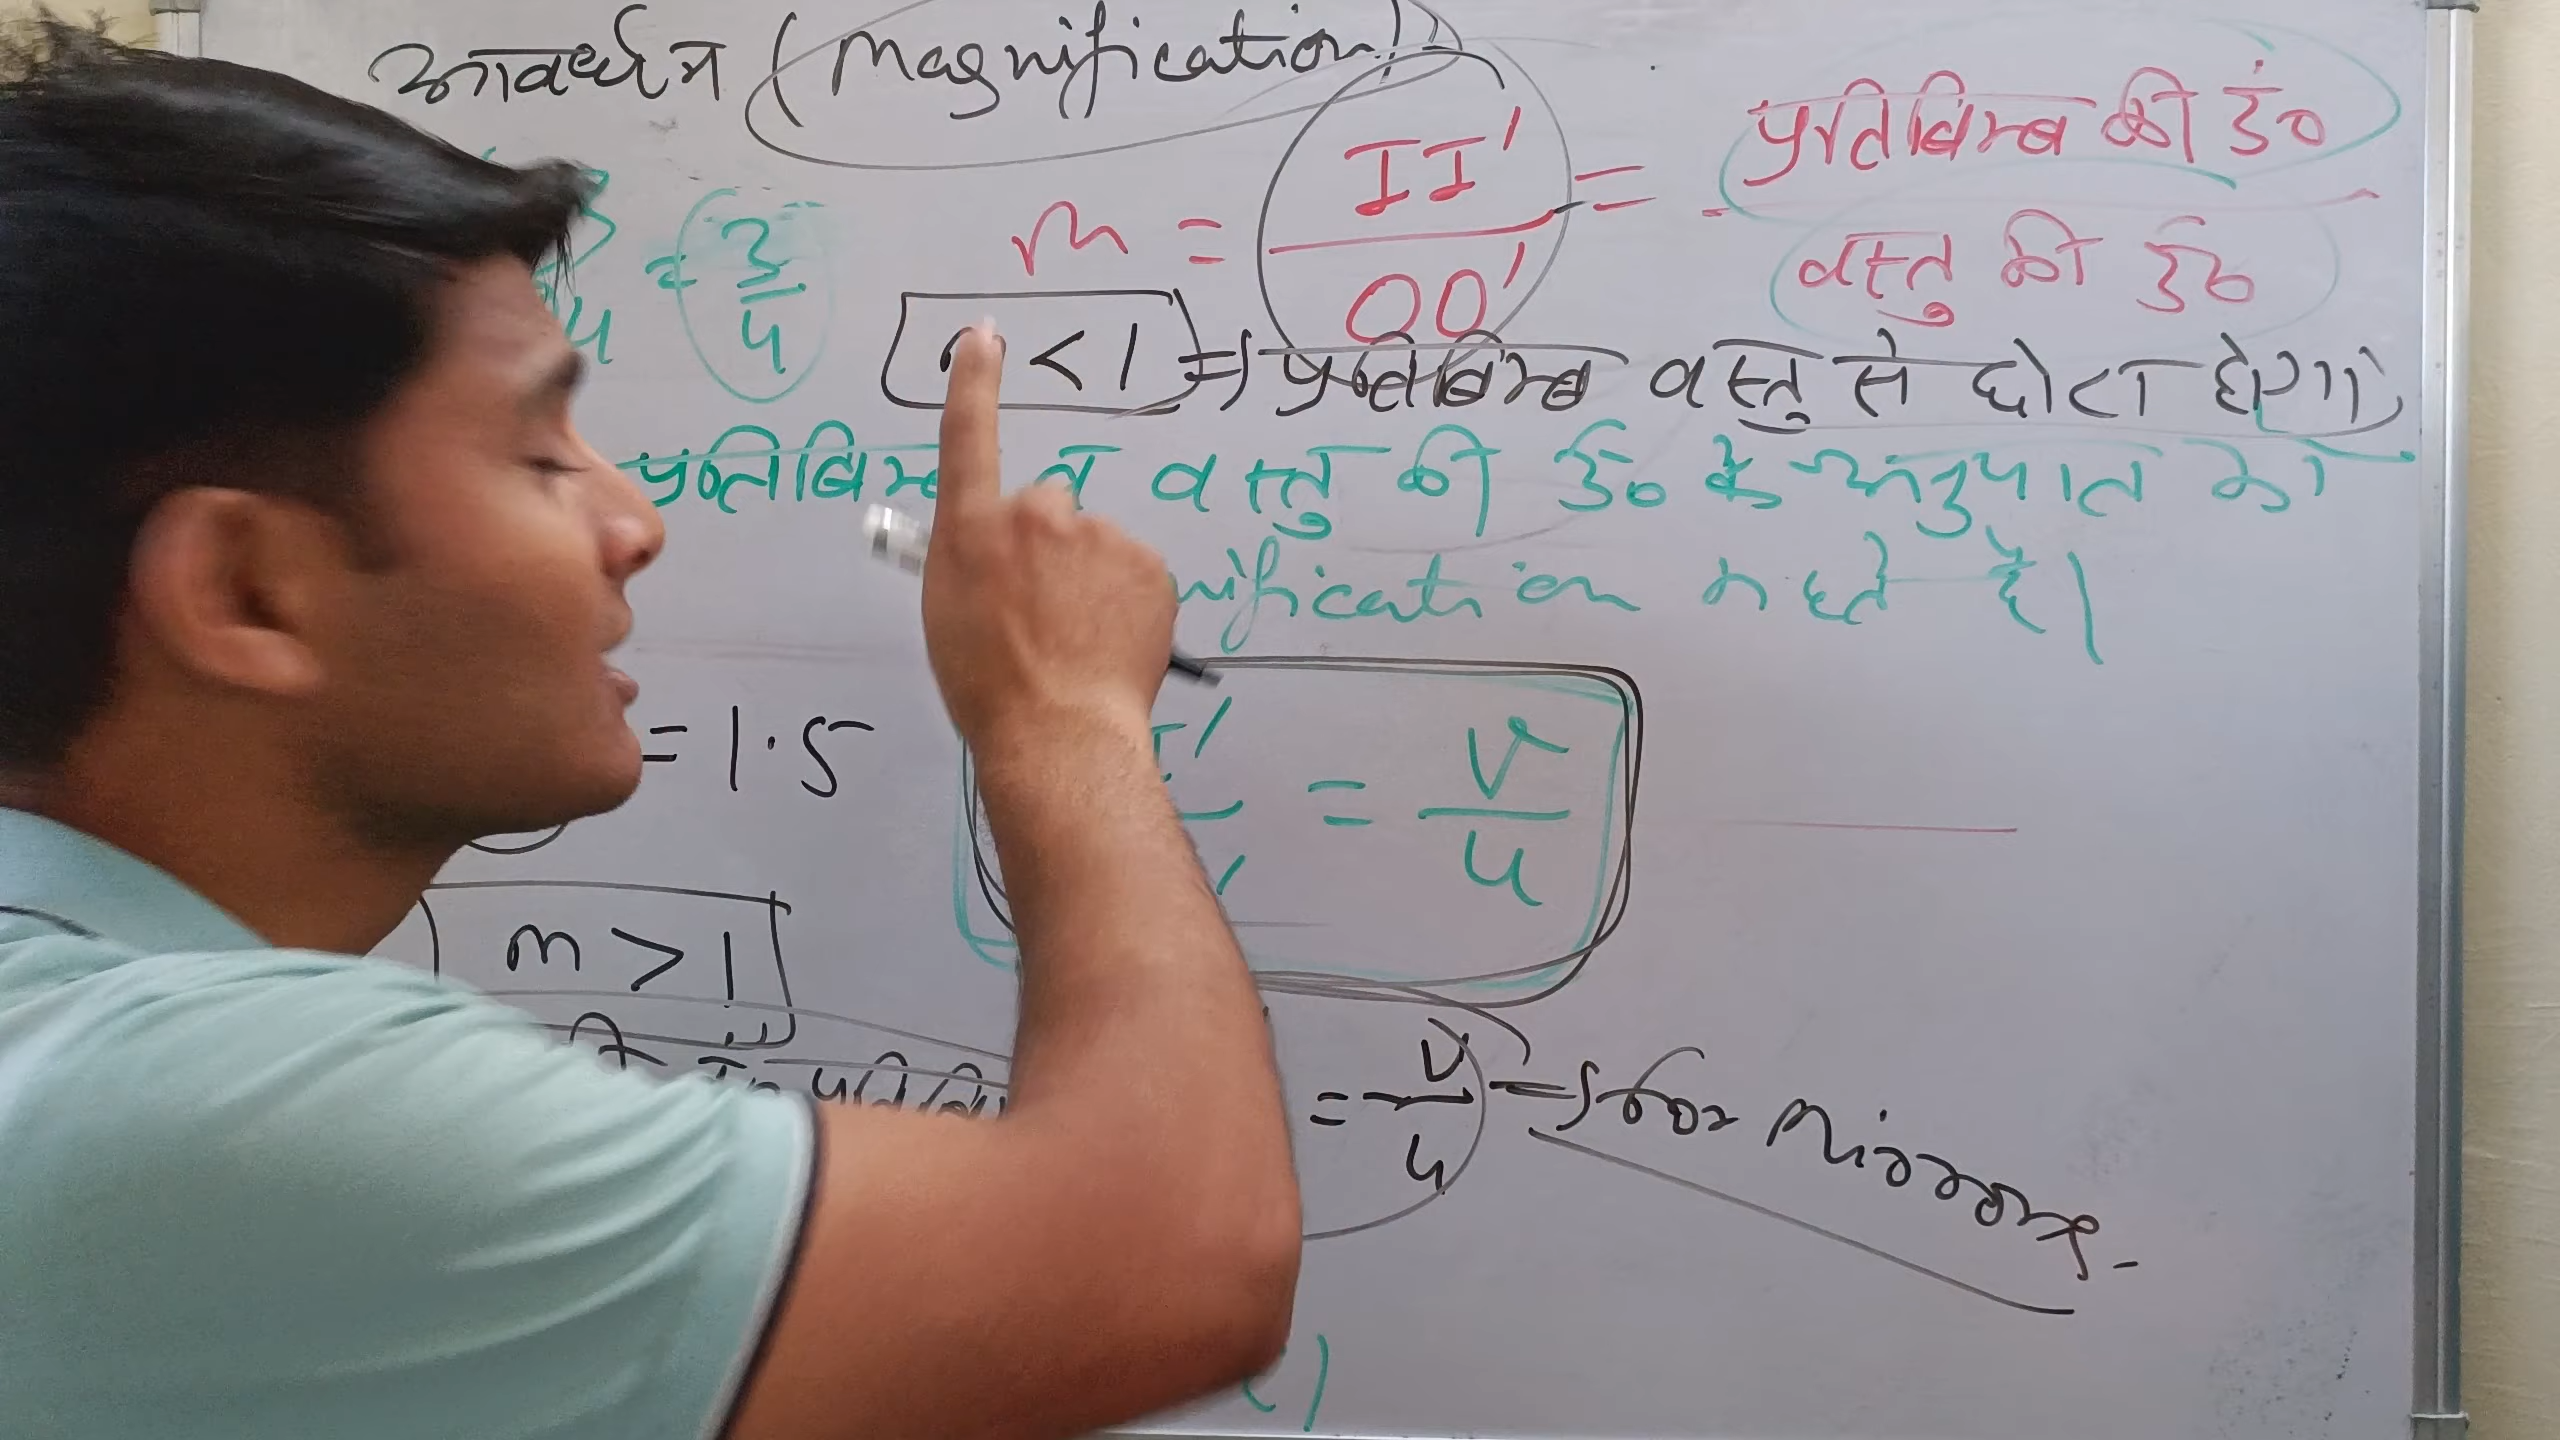 आवर्धन (Magnification)
m = II' / OO' = प्रतिबिम्ब की ऊं० / वस्तु की ऊं०
= 3/4
m < 1 ⇒ प्रतिबिम्ब वस्तु से छोटा होगा
प्रतिबिम्ब व वस्तु की ऊं० के अनुपात को
nification कहते है।
= 1.5
I' / ' = v/u
m > 1
= v/u ⇒ for Mirrors.